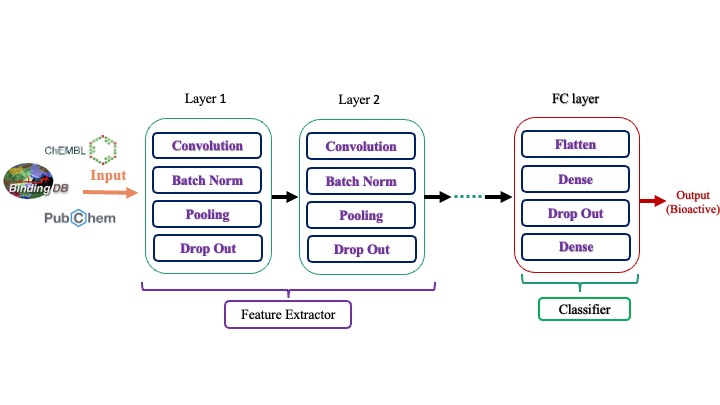 Layer 1
Layer 2
FC layer
ChEMBL
BindingDB
PubChem
Input
Convolution
Batch Norm
Pooling
Drop Out
Convolution
Batch Norm
Pooling
Drop Out
Flatten
Dense
Drop Out
Dense
Output
(Bioactive)
Feature Extractor
Classifier